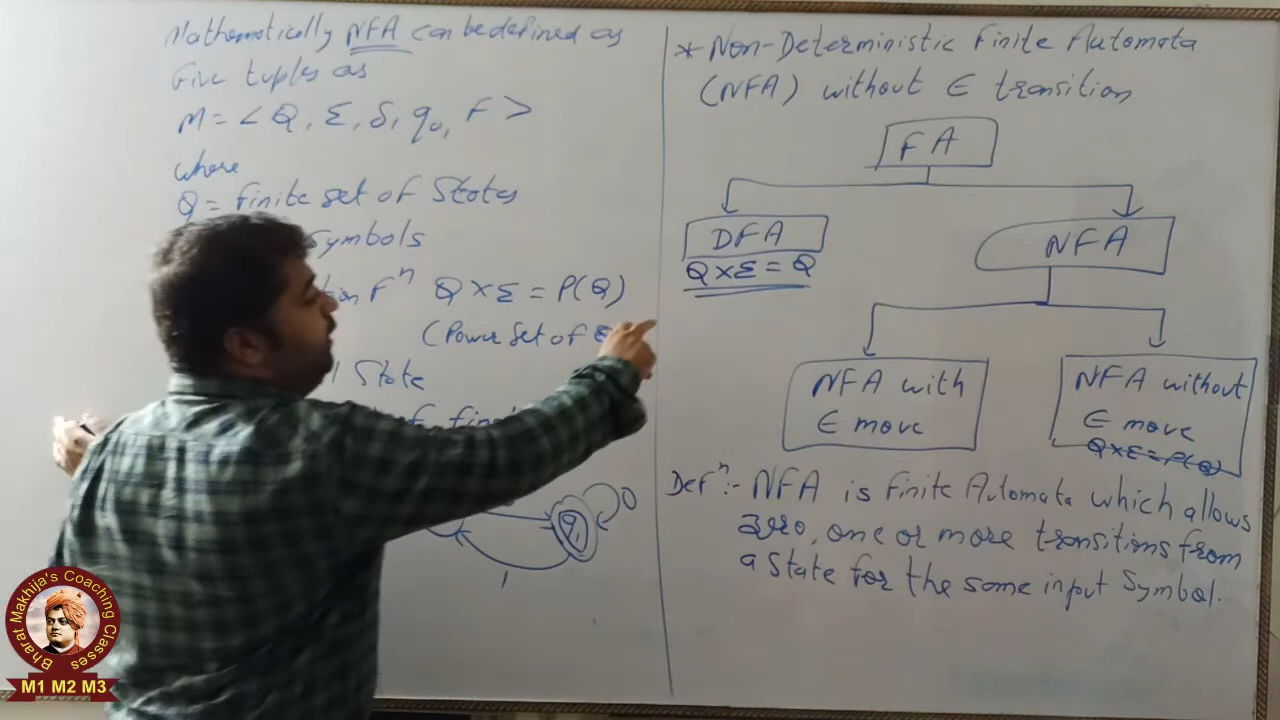 Mathematically NFA can be defined as
five tuples as
M = < Q, Σ, δ, q0, F >
where
Q = finite set of States
Symbols
Fⁿ Q × Σ = P(Q)
(Power Set of
State
0
q1
1
* Non-Deterministic Finite Automata
(NFA) without ∈ transition
FA
DFA
Q × Σ = Q
NFA
NFA with
∈ move
NFA without
∈ move
Q × Σ = P(Q)
Defⁿ:- NFA is finite Automata which allows
zero, one or more transitions from
a State for the same input Symbol.
Bharat Makhija's Coaching Classes
M1 M2 M3